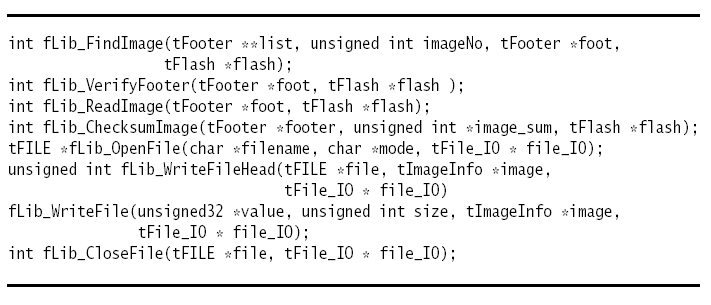 int fLib_FindImage(tFooter **list, unsigned int imageNo, tFooter *foot,
tFlash *flash);
int fLib_VerifyFooter(tFooter *foot, tFlash *flash );
int fLib_ReadImage(tFooter *foot, tFlash *flash);
int fLib_ChecksumImage(tFooter *footer, unsigned int *image_sum, tFlash *flash);
tFILE *fLib_OpenFile(char *filename, char *mode, tFile_IO * file_IO);
unsigned int fLib_WriteFileHead(tFILE *file, tImageInfo *image,
tFile_IO * file_IO)
fLib_WriteFile(unsigned32 *value, unsigned int size, tImageInfo *image,
tFile_IO * file_IO);
int fLib_CloseFile(tFILE *file, tFile_IO * file_IO);